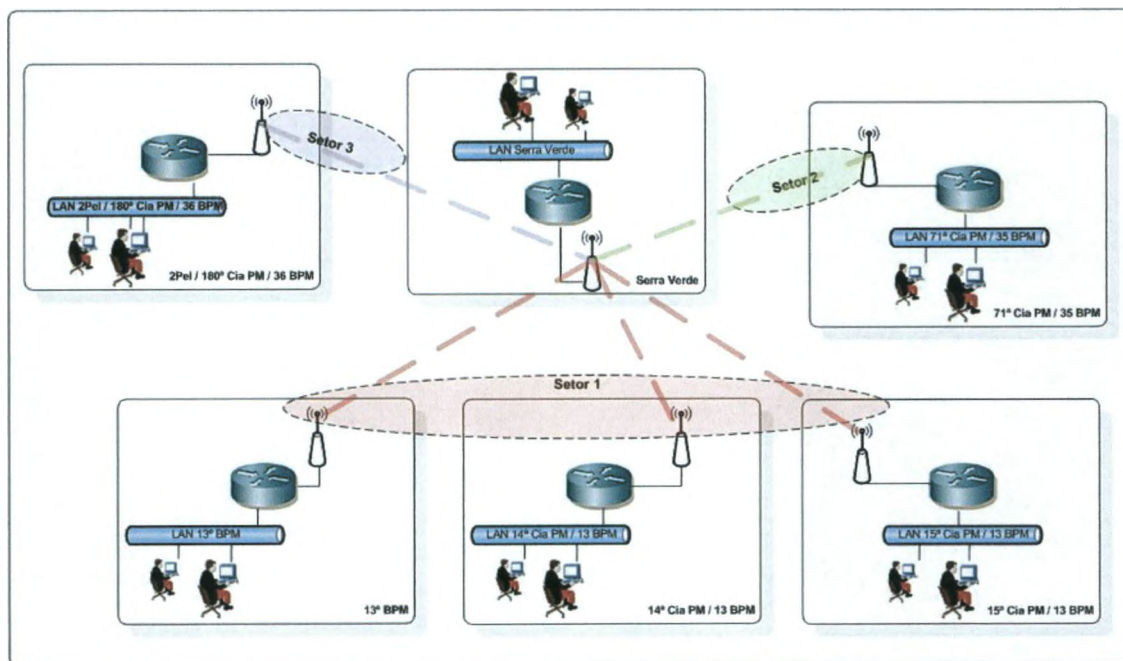 Setor 3
LAN 2Pel / 180ª Cia PM / 36 BPM
2Pel / 180ª Cia PM / 36 BPM
LAN Serra Verde
Serra Verde
Setor 2
LAN 71ª Cia PM / 35 BPM
71ª Cia PM / 35 BPM
Setor 1
LAN 13º BPM
13ª BPM
LAN 14ª Cia PM / 13 BPM
14ª Cia PM / 13 BPM
LAN 15ª Cia PM / 13 BPM
15ª Cia PM / 13 BPM